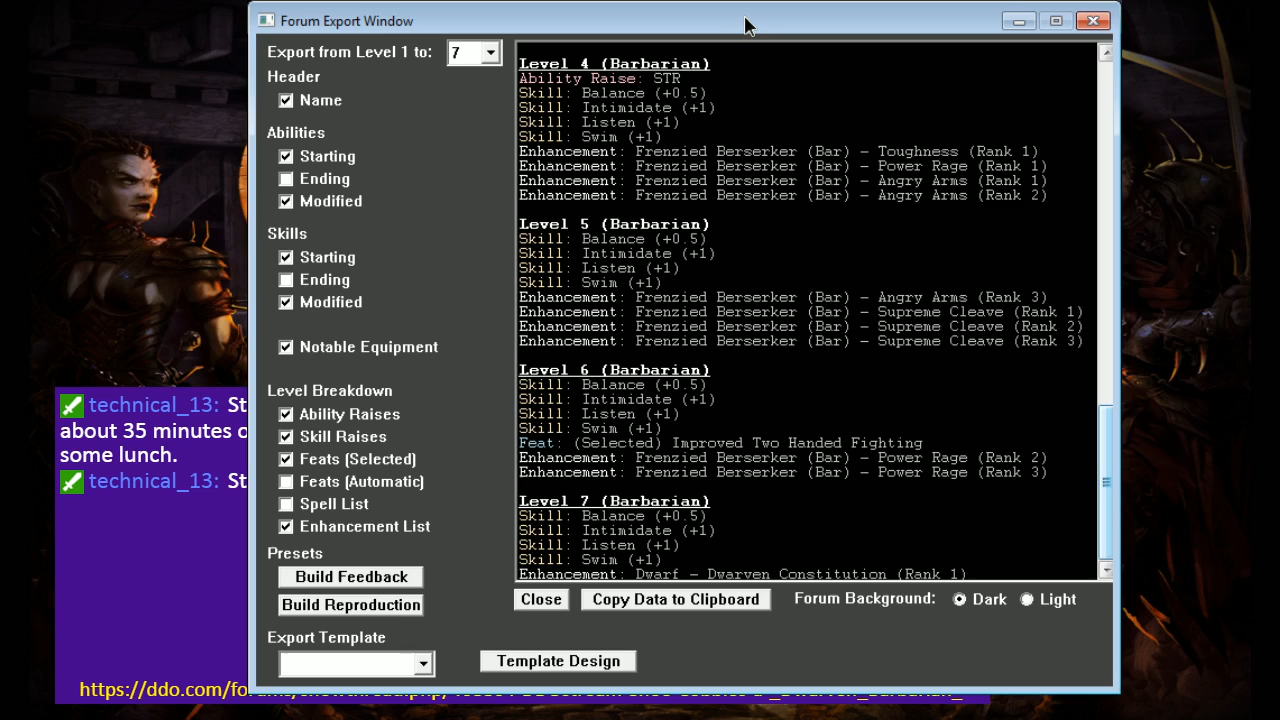 Forum Export Window
Export from Level 1 to: 7
Header
Name
Abilities
Starting
Ending
Modified
Skills
Starting
Ending
Modified
Notable Equipment
Level Breakdown
Ability Raises
Skill Raises
Feats (Selected)
Feats (Automatic)
Spell List
Enhancement List
Presets
Build Feedback
Build Reproduction
Export Template
Level 4 (Barbarian)
Ability Raise: STR
Skill: Balance (+0.5)
Skill: Intimidate (+1)
Skill: Listen (+1)
Skill: Swim (+1)
Enhancement: Frenzied Berserker (Bar) - Toughness (Rank 1)
Enhancement: Frenzied Berserker (Bar) - Power Rage (Rank 1)
Enhancement: Frenzied Berserker (Bar) - Angry Arms (Rank 1)
Enhancement: Frenzied Berserker (Bar) - Angry Arms (Rank 2)
Level 5 (Barbarian)
Skill: Balance (+0.5)
Skill: Intimidate (+1)
Skill: Listen (+1)
Skill: Swim (+1)
Enhancement: Frenzied Berserker (Bar) - Angry Arms (Rank 3)
Enhancement: Frenzied Berserker (Bar) - Supreme Cleave (Rank 1)
Enhancement: Frenzied Berserker (Bar) - Supreme Cleave (Rank 2)
Enhancement: Frenzied Berserker (Bar) - Supreme Cleave (Rank 3)
Level 6 (Barbarian)
Skill: Balance (+0.5)
Skill: Intimidate (+1)
Skill: Listen (+1)
Skill: Swim (+1)
Feat: (Selected) Improved Two Handed Fighting
Enhancement: Frenzied Berserker (Bar) - Power Rage (Rank 2)
Enhancement: Frenzied Berserker (Bar) - Power Rage (Rank 3)
Level 7 (Barbarian)
Skill: Balance (+0.5)
Skill: Intimidate (+1)
Skill: Listen (+1)
Skill: Swim (+1)
Enhancement: Dwarf - Dwarven Constitution (Rank 1)
Close
Copy Data to Clipboard
Forum Background: Dark Light
Template Design
technical_13: St
about 35 minutes o
some lunch.
technical_13: St
https://ddo.com/fo